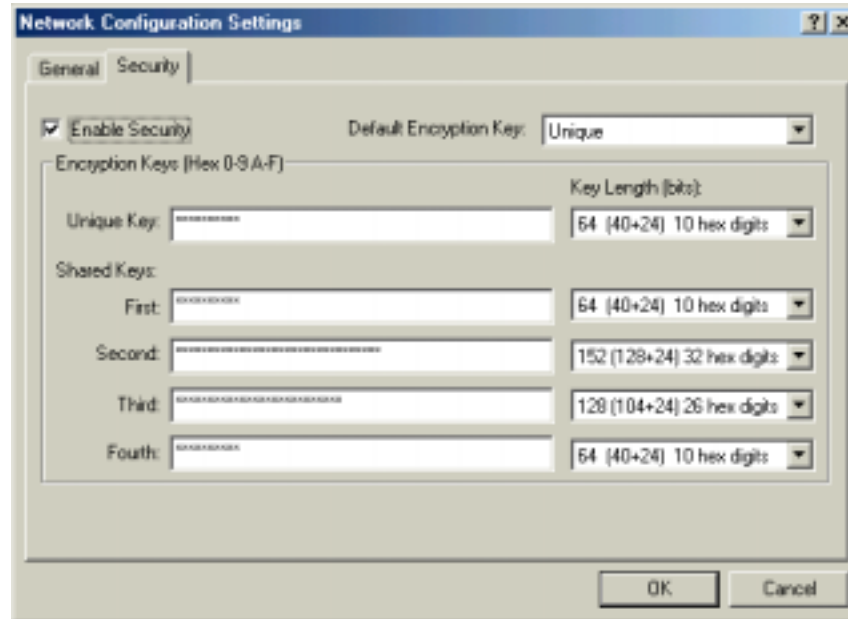 Network Configuration Settings
General Security
Enable Security Default Encryption Key: Unique
Encryption Keys (Hex 0-9 A-F)
Key Length (bits):
Unique Key: ********** 64 (40+24) 10 hex digits
Shared Keys:
First: ********** 64 (40+24) 10 hex digits
Second: ******************************** 152 (128+24) 32 hex digits
Third: ************************** 128 (104+24) 26 hex digits
Fourth: ********** 64 (40+24) 10 hex digits
OK Cancel